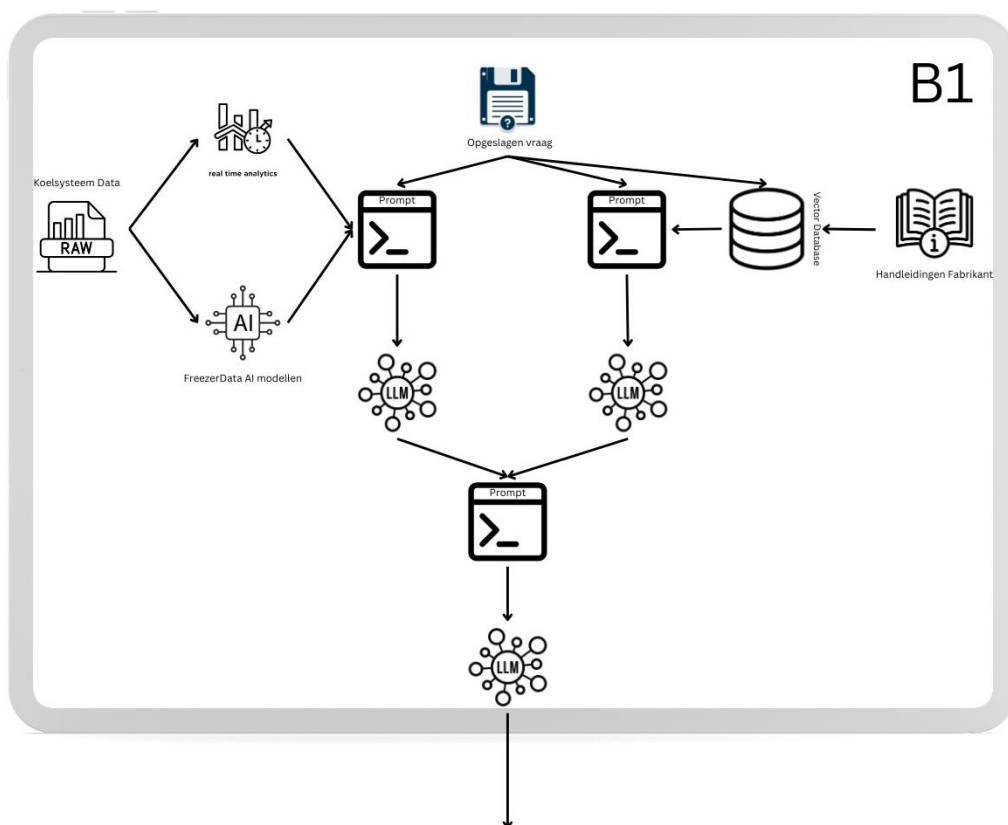 B1
Opgeslagen vraag
real time analytics
Koelsysteem Data
RAW
Prompt
Prompt
Vector Database
Handleidingen Fabrikant
AI
FreezerData AI modellen
LLM
LLM
Prompt
LLM